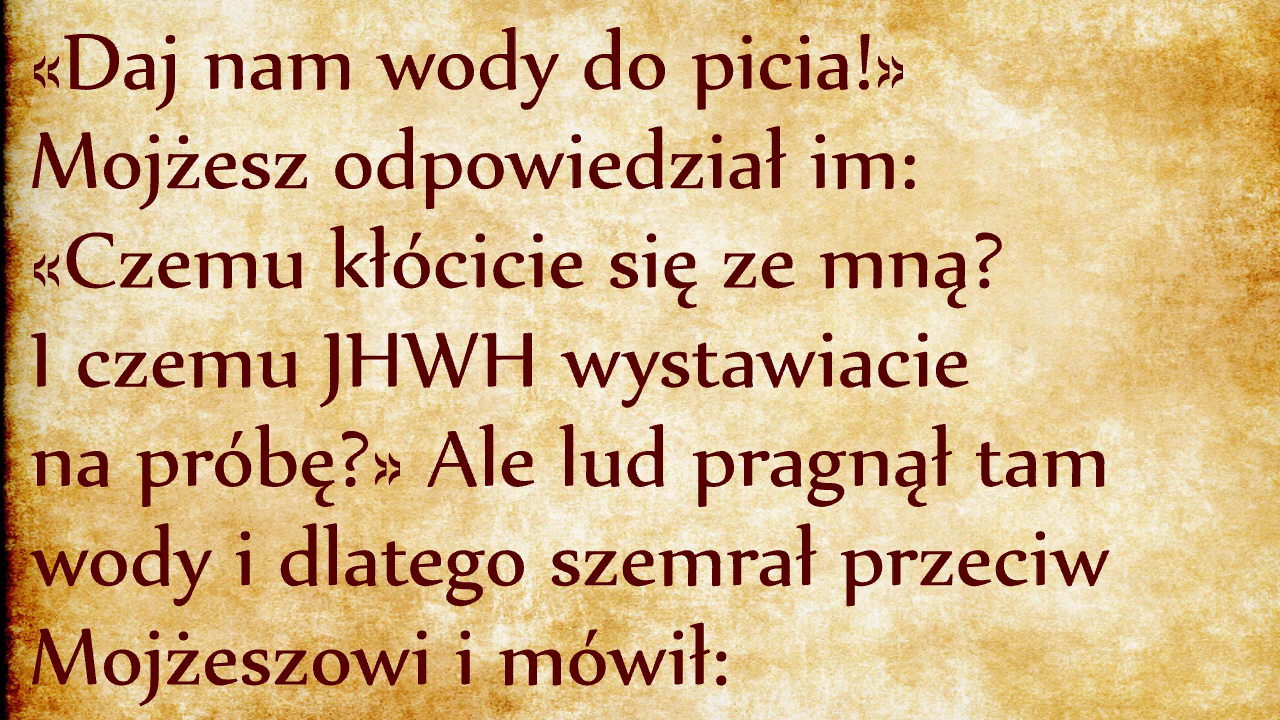 «Daj nam wody do picia!»
Mojżesz odpowiedział im:
«Czemu kłócicie się ze mną?
I czemu JHWH wystawiacie
na próbę?» Ale lud pragnął tam
wody i dlatego szemrał przeciw
Mojżeszowi i mówił: